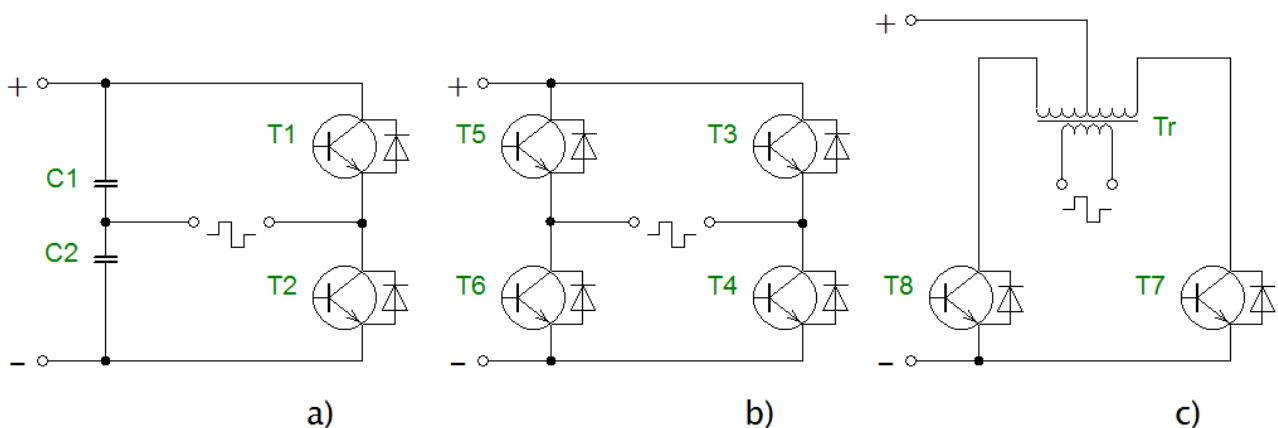 +
T1
C1
C2
T2
–
a)
+
T5
T3
T6
T4
–
b)
+
Tr
T8
T7
–
c)